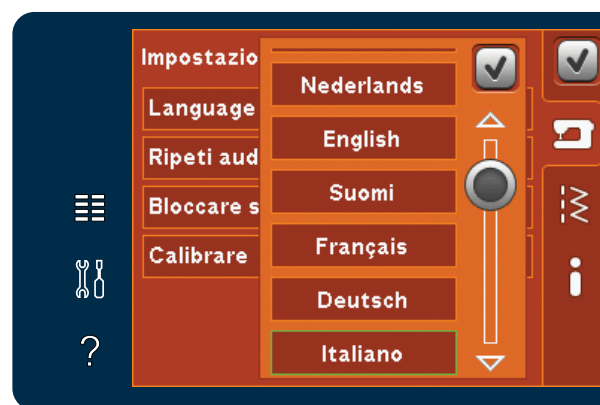 Impostazio
Language
Ripeti aud
Bloccare s
Calibrare
Nederlands
English
Suomi
Français
Deutsch
Italiano
?